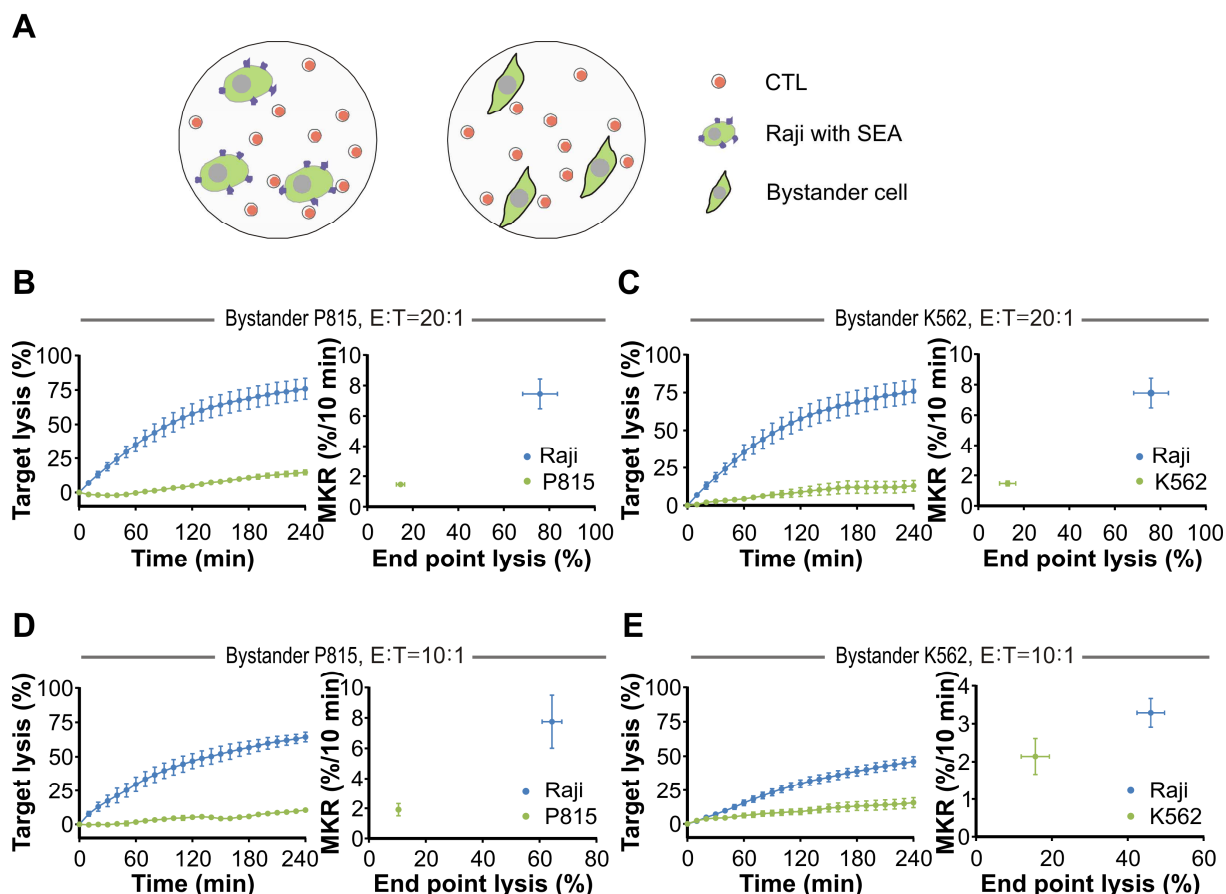 A
CTL
Raji with SEA
Bystander cell
B
Bystander P815, E:T=20:1
Target lysis (%)
100
75
50
25
0
0 60 120 180 240
Time (min)
MKR (%/10 min)
10
8
6
4
2
0
0 20 40 60 80 100
End point lysis (%)
Raji
P815
C
Bystander K562, E:T=20:1
Target lysis (%)
100
75
50
25
0
0 60 120 180 240
Time (min)
MKR (%/10 min)
10
8
6
4
2
0
0 20 40 60 80 100
End point lysis (%)
Raji
K562
D
Bystander P815, E:T=10:1
Target lysis (%)
100
75
50
25
0
0 60 120 180 240
Time (min)
MKR (%/10 min)
10
8
6
4
2
0
0 20 40 60 80
End point lysis (%)
Raji
P815
E
Bystander K562, E:T=10:1
Target lysis (%)
100
75
50
25
0
0 60 120 180 240
Time (min)
MKR (%/10 min)
4
3
2
1
0
0 20 40 60
End point lysis (%)
Raji
K562